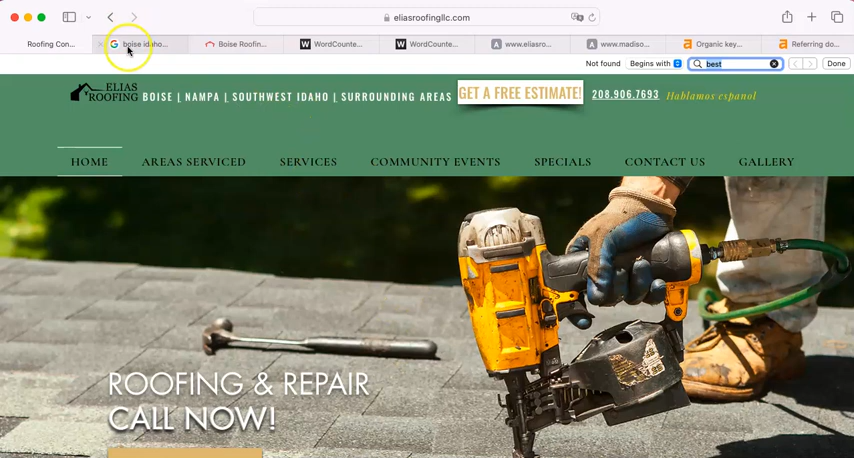 eliasroofingllc.com
Roofing Con...
boise idaho...
Boise Roofin...
WordCounte...
WordCounte...
www.eliasro...
www.madiso...
Organic key...
Referring do...
Not found
Begins with
best
Done
ELIAS
ROOFING
BOISE | NAMPA | SOUTHWEST IDAHO | SURROUNDING AREAS
GET A FREE ESTIMATE!
208.906.7693
Hablamos espanol
HOME
AREAS SERVICED
SERVICES
COMMUNITY EVENTS
SPECIALS
CONTACT US
GALLERY
ROOFING & REPAIR
CALL NOW!